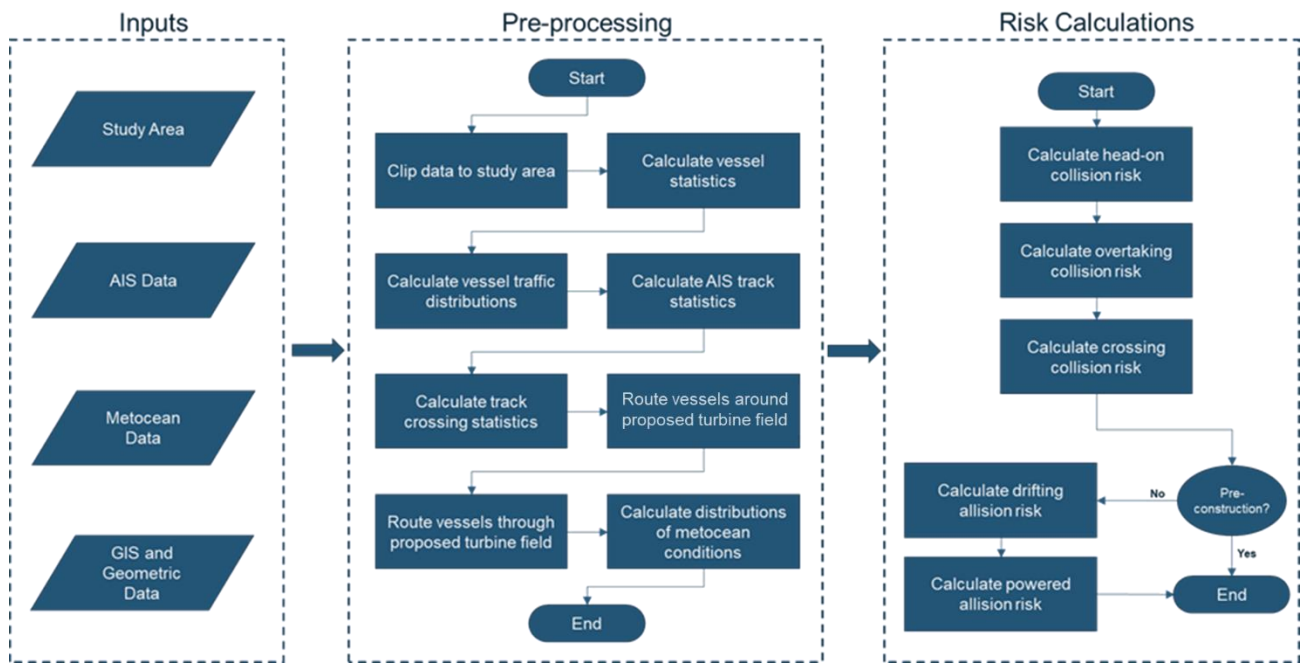 Inputs
Study Area
AIS Data
Metocean
Data
GIS and
Geometric
Data
Pre-processing
Start
Clip data to study area
Calculate vessel
statistics
Calculate vessel traffic
distributions
Calculate AIS track
statistics
Calculate track
crossing statistics
Route vessels around
proposed turbine field
Route vessels through
proposed turbine field
Calculate distributions
of metocean
conditions
End
Risk Calculations
Start
Calculate head-on
collision risk
Calculate overtaking
collision risk
Calculate crossing
collision risk
Pre-
construction?
No
Yes
Calculate drifting
allision risk
Calculate powered
allision risk
End